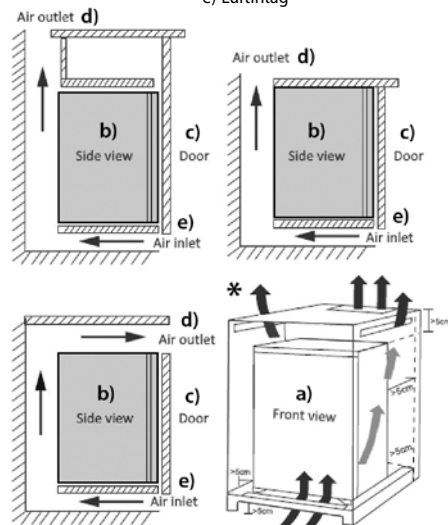 e) Luftintag
Air outlet d)
b)
Side view
c)
Door
e)
Air inlet
Air outlet d)
b)
Side view
c)
Door
e)
Air inlet
d)
Air outlet
b)
Side view
c)
Door
e)
Air inlet
*
a)
Front view
>5cm
>5cm
>5cm
>5cm
>5cm